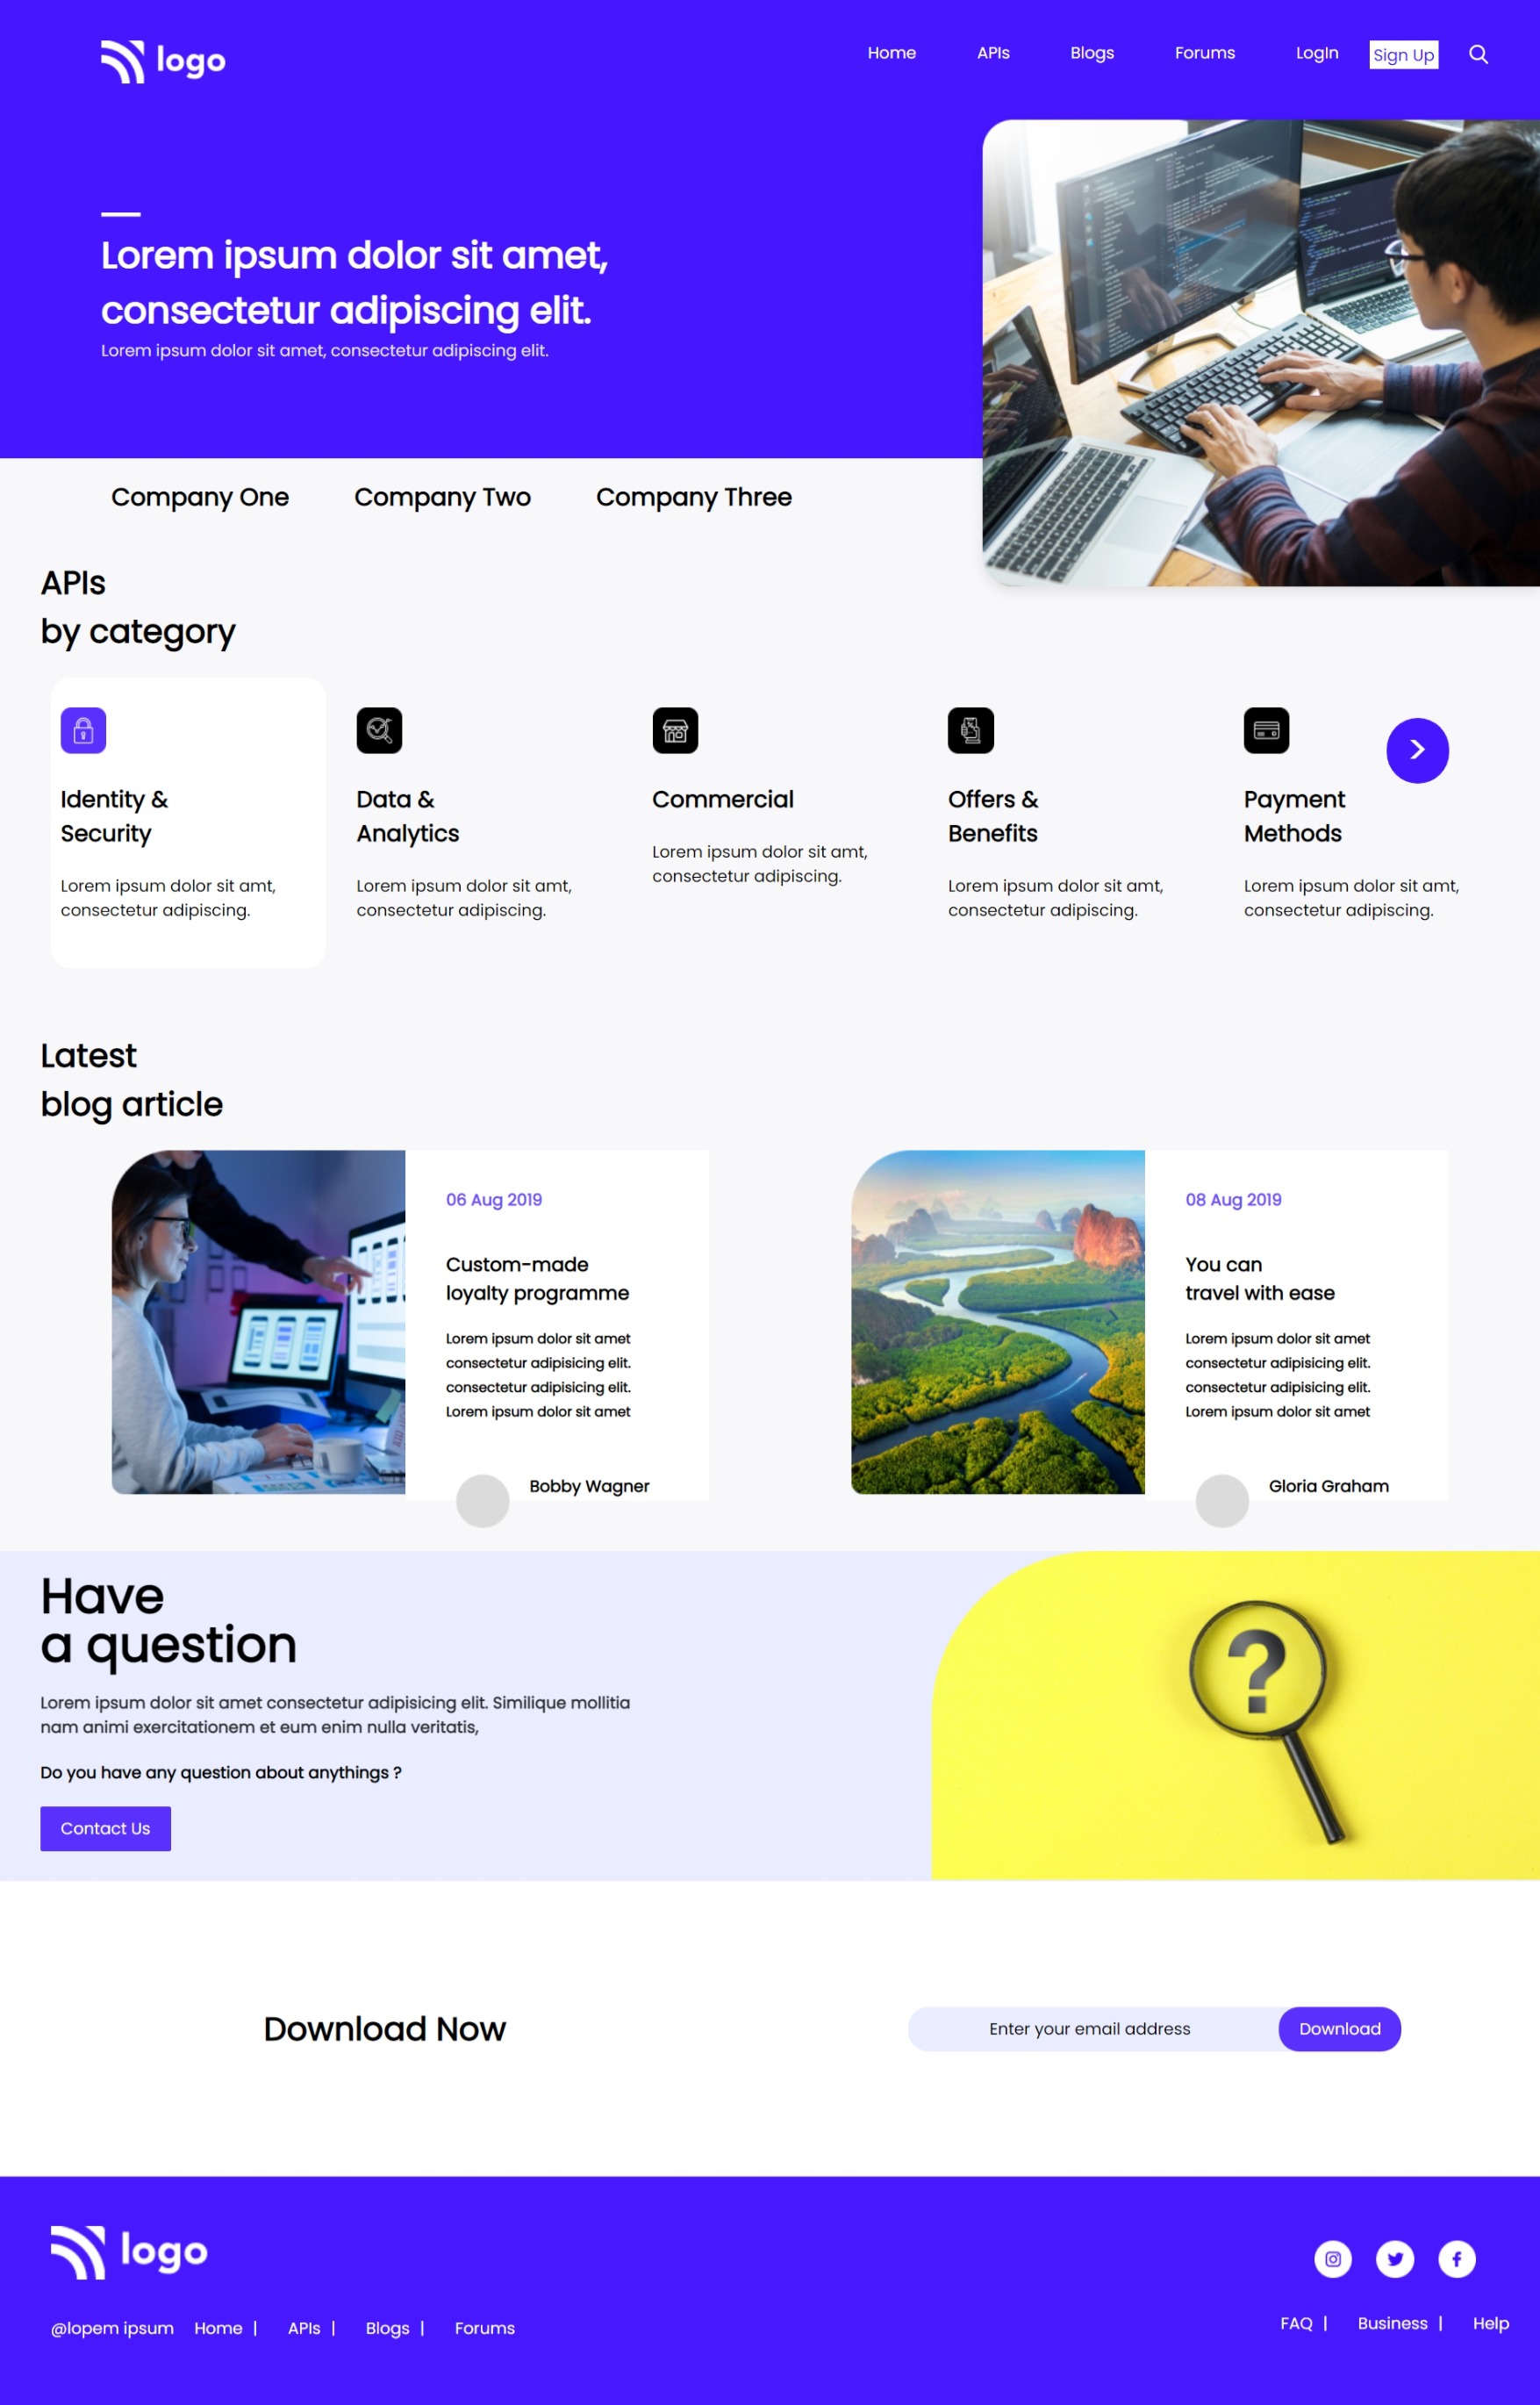 logo
Home APIs Blogs Forums LogIn Sign Up
Lorem ipsum dolor sit amet,
consectetur adipiscing elit.
Lorem ipsum dolor sit amet, consectetur adipiscing elit.
Company One Company Two Company Three
APIs
by category
Identity &
Security
Lorem ipsum dolor sit amt,
consectetur adipiscing.
Data &
Analytics
Lorem ipsum dolor sit amt,
consectetur adipiscing.
Commercial
Lorem ipsum dolor sit amt,
consectetur adipiscing.
Offers &
Benefits
Lorem ipsum dolor sit amt,
consectetur adipiscing.
Payment
Methods
Lorem ipsum dolor sit amt,
consectetur adipiscing.
Latest
blog article
06 Aug 2019
Custom-made
loyalty programme
Lorem ipsum dolor sit amet
consectetur adipisicing elit.
consectetur adipisicing elit.
Lorem ipsum dolor sit amet
Bobby Wagner
08 Aug 2019
You can
travel with ease
Lorem ipsum dolor sit amet
consectetur adipisicing elit.
consectetur adipisicing elit.
Lorem ipsum dolor sit amet
Gloria Graham
Have
a question
Lorem ipsum dolor sit amet consectetur adipisicing elit. Similique mollitia
nam animi exercitationem et eum enim nulla veritatis,
Do you have any question about anythings ?
Contact Us
?
Download Now
Enter your email address
Download
logo
@lopem ipsum Home | APIs | Blogs | Forums
FAQ | Business | Help